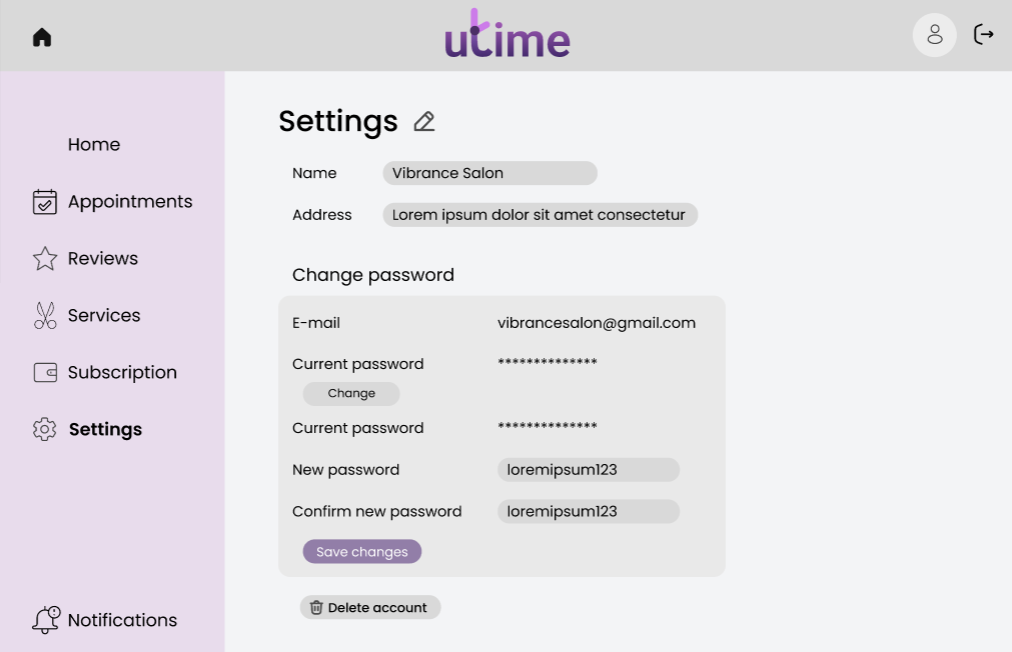 utime
Home
Appointments
Reviews
Services
Subscription
Settings
Notifications
Settings
Name Vibrance Salon
Address Lorem ipsum dolor sit amet consectetur
Change password
E-mail vibrancesalon@gmail.com
Current password **************
Change
Current password **************
New password loremipsum123
Confirm new password loremipsum123
Save changes
Delete account